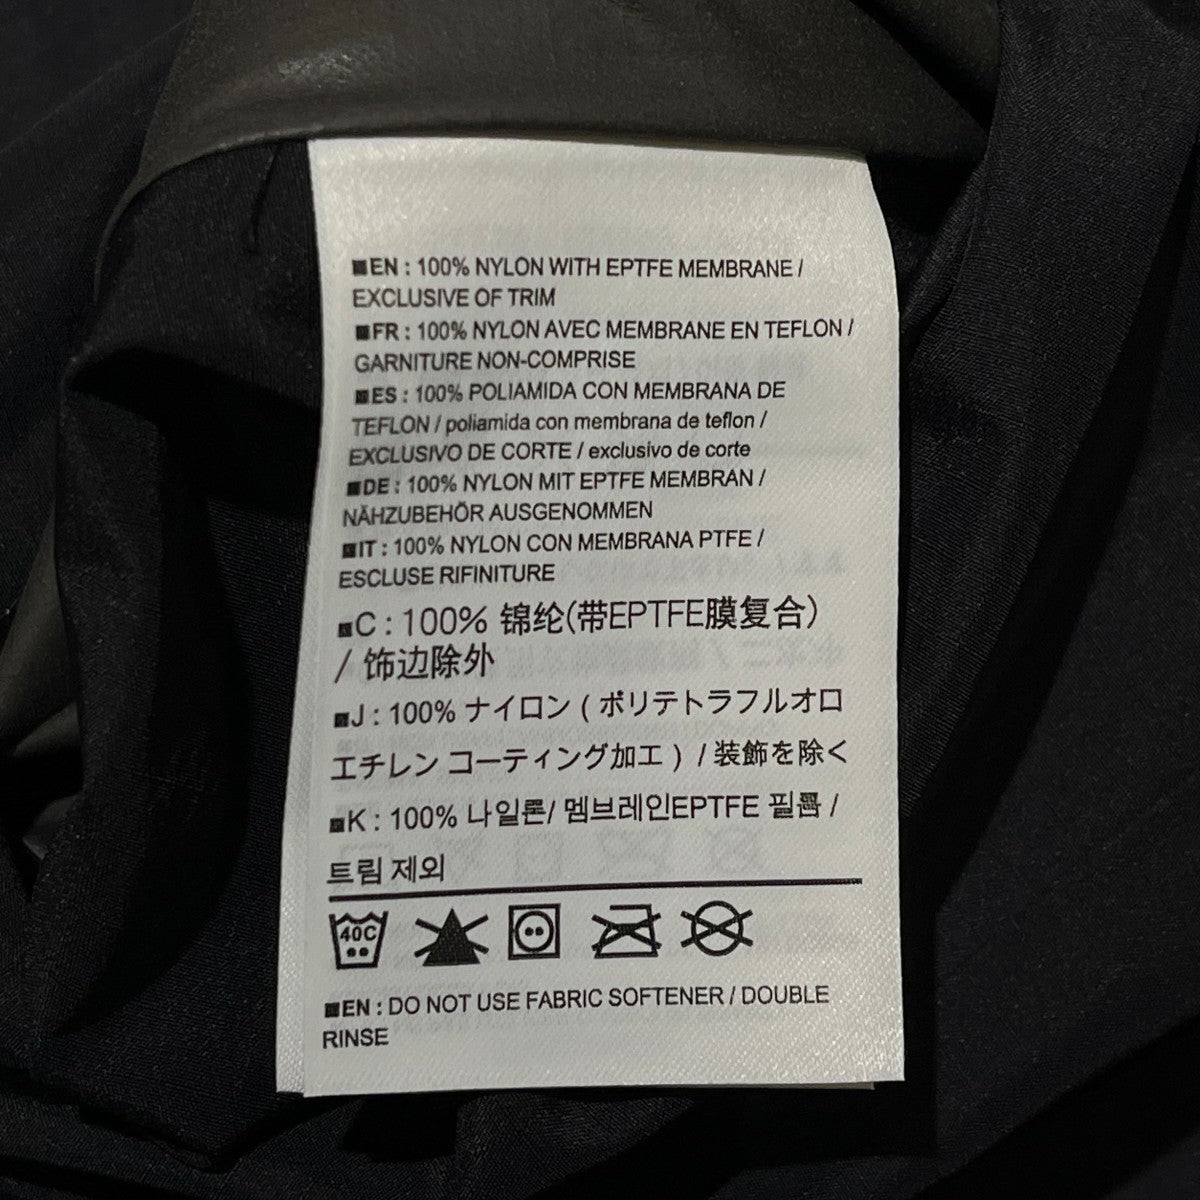 ■EN : 100% NYLON WITH EPTFE MEMBRANE /
EXCLUSIVE OF TRIM
■FR : 100% NYLON AVEC MEMBRANE EN TEFLON /
GARNITURE NON-COMPRISE
■ES : 100% POLIAMIDA CON MEMBRANA DE
TEFLON / poliamida con membrana de teflon /
EXCLUSIVO DE CORTE / exclusivo de corte
■DE : 100% NYLON MIT EPTFE MEMBRAN /
NÄHZUBEHÖR AUSGENOMMEN
■IT : 100% NYLON CON MEMBRANA PTFE /
ESCLUSE RIFINITURE
■C : 100% 锦纶(带EPTFE膜复合)
/ 饰边除外
■J : 100% ナイロン ( ポリテトラフルオロ
エチレン コーティング加工 ) / 装飾を除く
■K : 100% 나일론/ 멤브레인EPTFE /
트림 제외
40C
■EN : DO NOT USE FABRIC SOFTENER / DOUBLE
RINSE